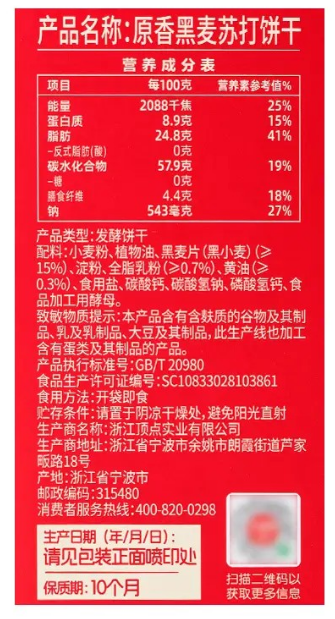 产品名称:原香黑麦苏打饼干
营养成分表
项目 每100克 营养素参考值%
能量 2088千焦 25%
蛋白质 8.9克 15%
脂肪 24.8克 41%
-反式脂肪(酸) 0克
碳水化合物 57.9克 19%
-糖 0克
膳食纤维 4.4克 18%
钠 543毫克 27%
产品类型:发酵饼干
配料:小麦粉、植物油、黑麦片(黑小麦)(≥
15%)、淀粉、全脂乳粉(≥0.7%)、黄油(≥
0.3%)、食用盐、碳酸钙、碳酸氢钠、磷酸氢钙、食
品加工用酵母。
致敏物质提示:本产品含有含麸质的谷物及其制
品、乳及乳制品、大豆及其制品,此生产线也加工
含有蛋类及其制品的产品。
产品执行标准号:GB/T 20980
食品生产许可证编号:SC10833028103861
食用方法:开袋即食
贮存条件:请置于阴凉干燥处,避免阳光直射
生产商名称:浙江顶点实业有限公司
生产商地址:浙江省宁波市余姚市朗霞街道芦家
畈路18号
产地:浙江省宁波市
邮政编码:315480
消费者服务热线:400-820-0298
生产日期(年/月/日):
请见包装正面喷印处
保质期:10个月
扫描二维码以
获取更多信息